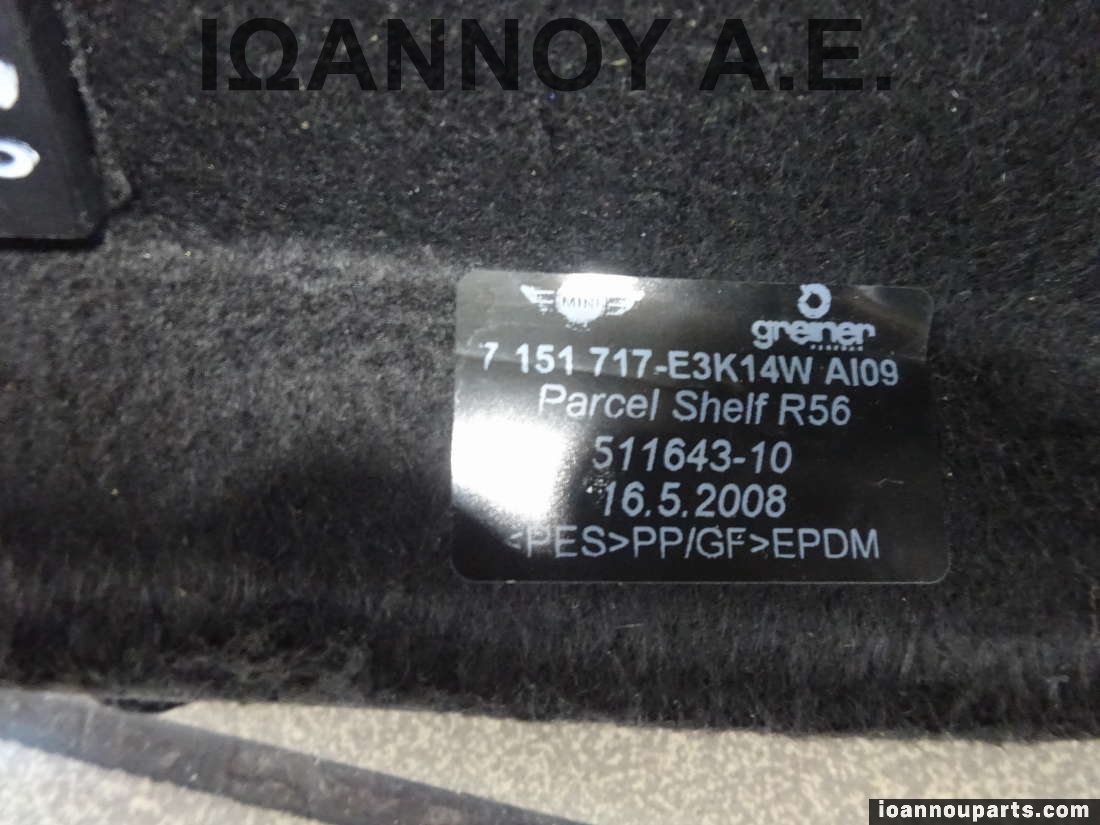 ΙΩΑΝΝΟΥ Α.Ε.
MINI
greiner
7 151 717-E3K14W AI09
Parcel Shelf R56
511643-10
16.5.2008
<PES>PP/GF>EPDM
ioannouparts.com